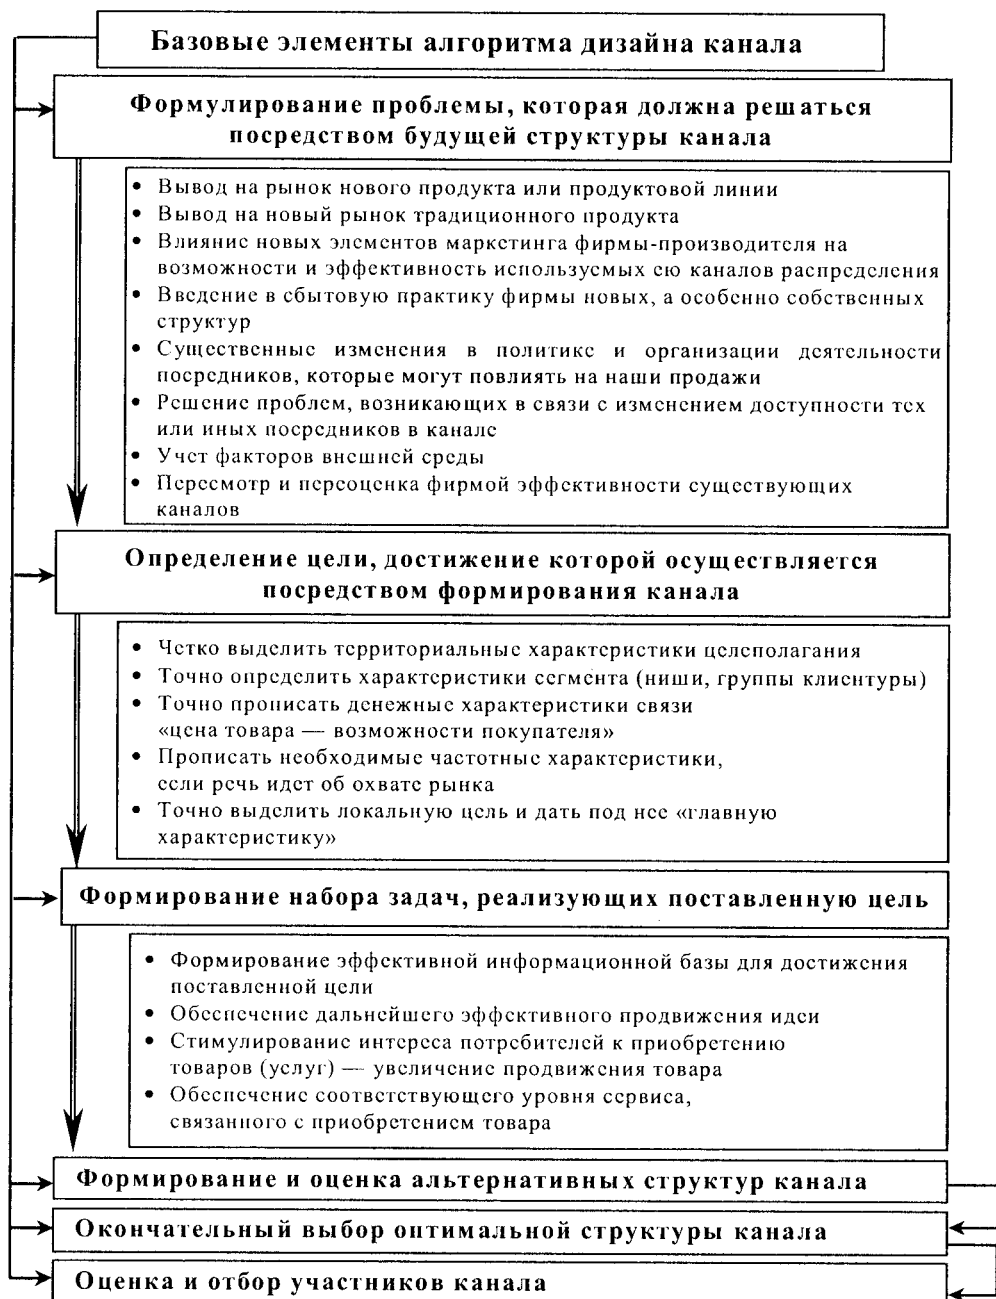 Базовые элементы алгоритма дизайна канала
Формулирование проблемы, которая должна решаться
посредством будущей структуры канала
• Вывод на рынок нового продукта или продуктовой линии
• Вывод на новый рынок традиционного продукта
• Влияние новых элементов маркетинга фирмы-производителя на
возможности и эффективность используемых ею каналов распределения
• Введение в сбытовую практику фирмы новых, а особенно собственных
структур
• Существенные изменения в политике и организации деятельности
посредников, которые могут повлиять на наши продажи
• Решение проблем, возникающих в связи с изменением доступности тех
или иных посредников в канале
• Учет факторов внешней среды
• Пересмотр и переоценка фирмой эффективности существующих
каналов
Определение цели, достижение которой осуществляется
посредством формирования канала
• Четко выделить территориальные характеристики целеполагания
• Точно определить характеристики сегмента (ниши, группы клиентуры)
• Точно прописать денежные характеристики связи
«цена товара — возможности покупателя»
• Прописать необходимые частотные характеристики,
если речь идет об охвате рынка
• Точно выделить локальную цель и дать под нее «главную
характеристику»
Формирование набора задач, реализующих поставленную цель
• Формирование эффективной информационной базы для достижения
поставленной цели
• Обеспечение дальнейшего эффективного продвижения идеи
• Стимулирование интереса потребителей к приобретению
товаров (услуг) — увеличение продвижения товара
• Обеспечение соответствующего уровня сервиса,
связанного с приобретением товара
Формирование и оценка альтернативных структур канала
Окончательный выбор оптимальной структуры канала
Оценка и отбор участников канала